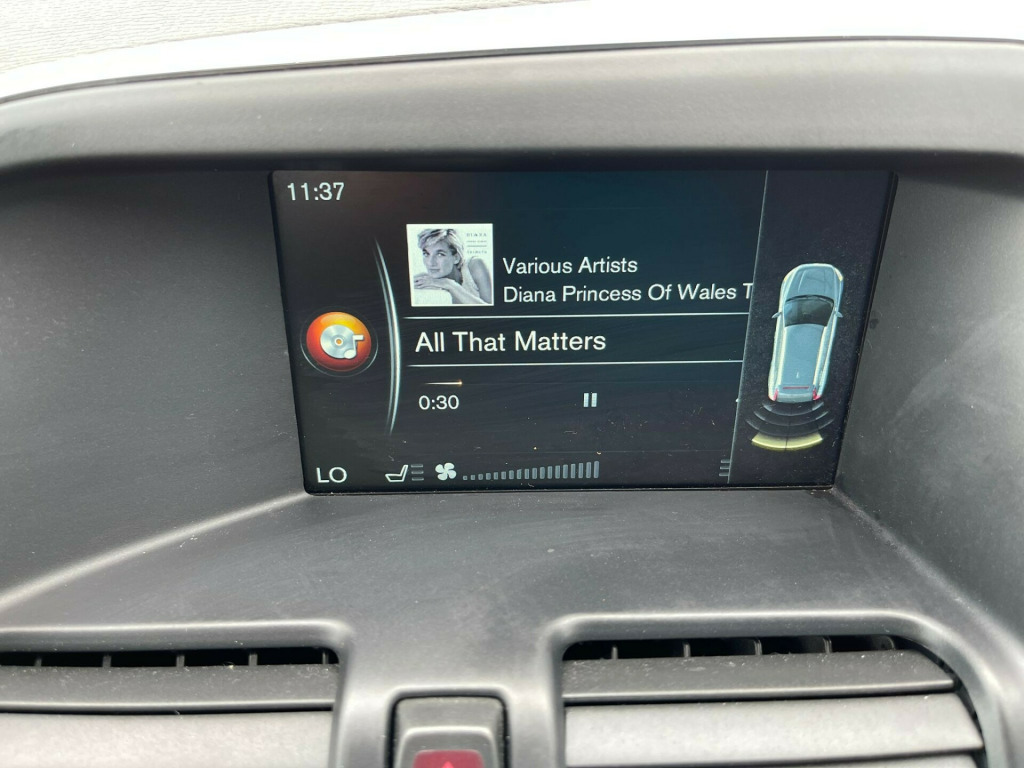 11:37
Various Artists
Diana Princess Of Wales T
All That Matters
0:30
LO